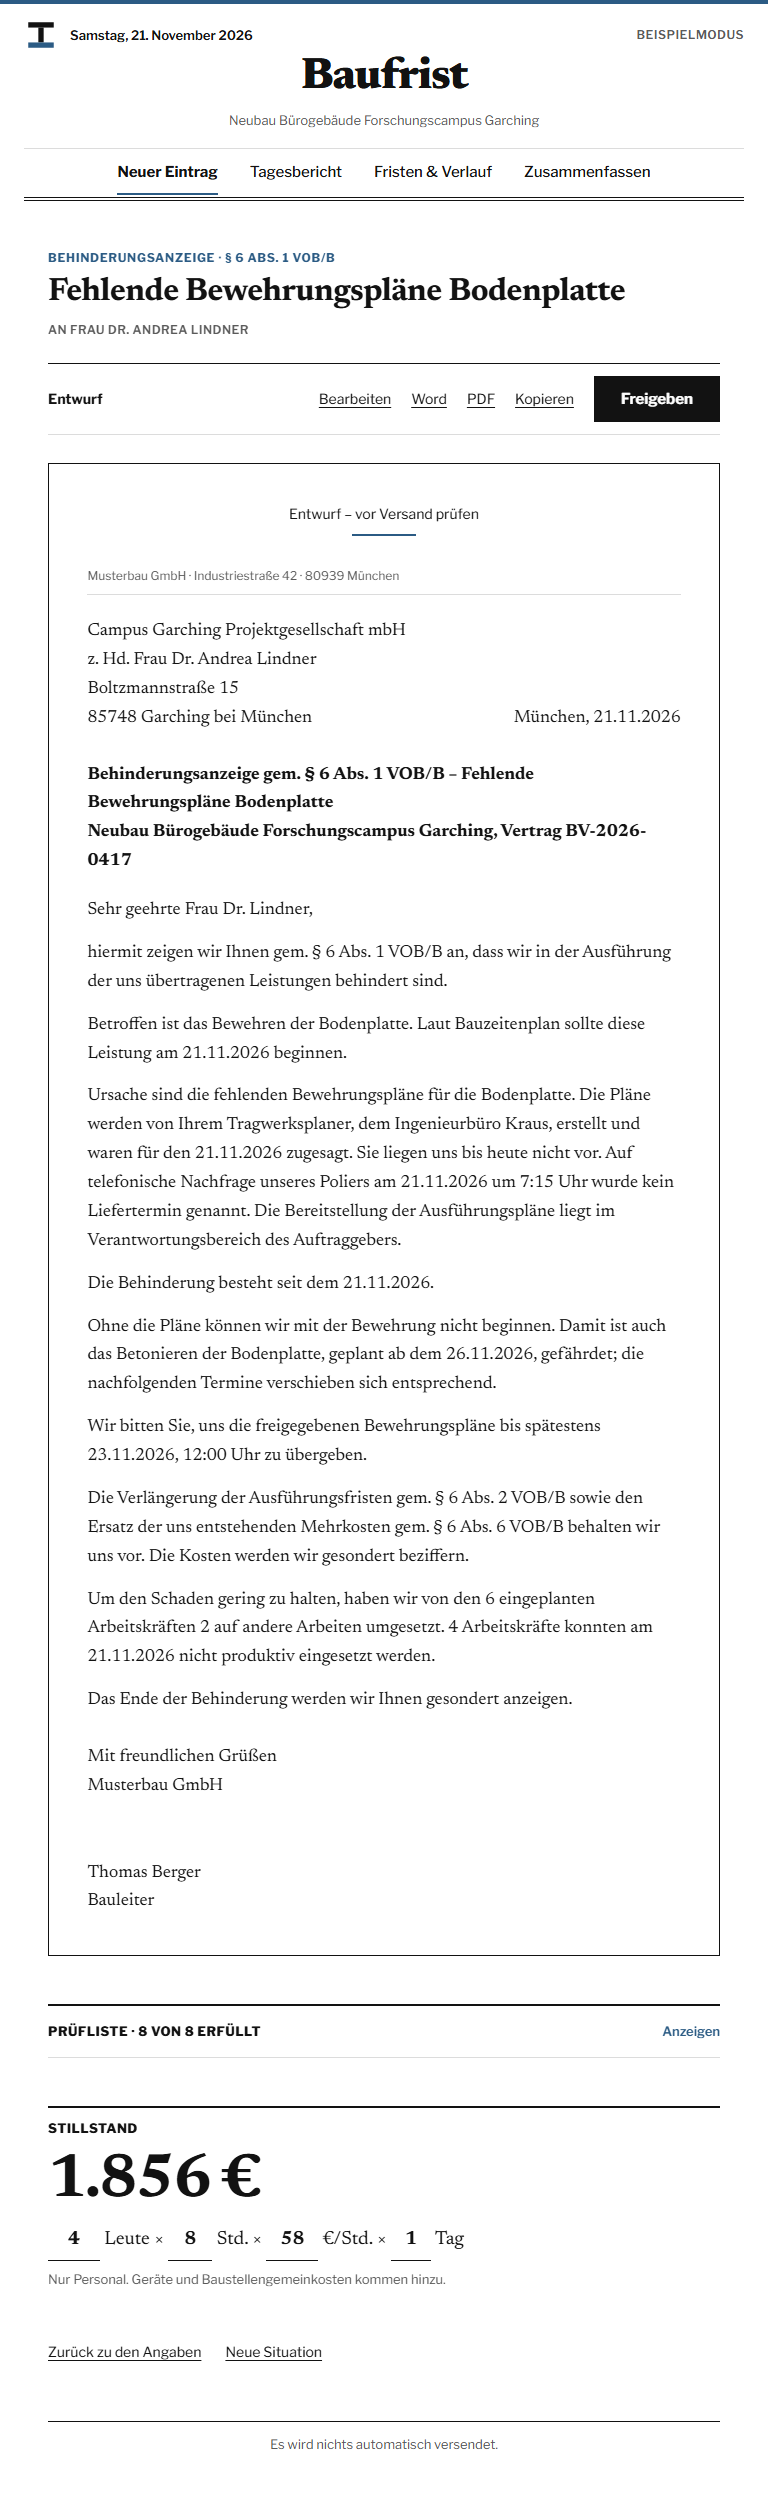 Samstag, 21. November 2026
BEISPIELMODUS
Baufrist
Neubau Bürogebäude Forschungscampus Garching
Neuer Eintrag Tagesbericht Fristen & Verlauf Zusammenfassen
BEHINDERUNGSANZEIGE · § 6 ABS. 1 VOB/B
Fehlende Bewehrungspläne Bodenplatte
AN FRAU DR. ANDREA LINDNER
Entwurf Bearbeiten Word PDF Kopieren Freigeben
Entwurf – vor Versand prüfen
Musterbau GmbH · Industriestraße 42 · 80939 München
Campus Garching Projektgesellschaft mbH
z. Hd. Frau Dr. Andrea Lindner
Boltzmannstraße 15
85748 Garching bei München
München, 21.11.2026
Behinderungsanzeige gem. § 6 Abs. 1 VOB/B – Fehlende
Bewehrungspläne Bodenplatte
Neubau Bürogebäude Forschungscampus Garching, Vertrag BV-2026-
0417
Sehr geehrte Frau Dr. Lindner,
hiermit zeigen wir Ihnen gem. § 6 Abs. 1 VOB/B an, dass wir in der Ausführung
der uns übertragenen Leistungen behindert sind.
Betroffen ist das Bewehren der Bodenplatte. Laut Bauzeitenplan sollte diese
Leistung am 21.11.2026 beginnen.
Ursache sind die fehlenden Bewehrungspläne für die Bodenplatte. Die Pläne
werden von Ihrem Tragwerksplaner, dem Ingenieurbüro Kraus, erstellt und
waren für den 21.11.2026 zugesagt. Sie liegen uns bis heute nicht vor. Auf
telefonische Nachfrage unseres Poliers am 21.11.2026 um 7:15 Uhr wurde kein
Liefertermin genannt. Die Bereitstellung der Ausführungspläne liegt im
Verantwortungsbereich des Auftraggebers.
Die Behinderung besteht seit dem 21.11.2026.
Ohne die Pläne können wir mit der Bewehrung nicht beginnen. Damit ist auch
das Betonieren der Bodenplatte, geplant ab dem 26.11.2026, gefährdet; die
nachfolgenden Termine verschieben sich entsprechend.
Wir bitten Sie, uns die freigegebenen Bewehrungspläne bis spätestens
23.11.2026, 12:00 Uhr zu übergeben.
Die Verlängerung der Ausführungsfristen gem. § 6 Abs. 2 VOB/B sowie den
Ersatz der uns entstehenden Mehrkosten gem. § 6 Abs. 6 VOB/B behalten wir
uns vor. Die Kosten werden wir gesondert beziffern.
Um den Schaden gering zu halten, haben wir von den 6 eingeplanten
Arbeitskräften 2 auf andere Arbeiten umgesetzt. 4 Arbeitskräfte konnten am
21.11.2026 nicht produktiv eingesetzt werden.
Das Ende der Behinderung werden wir Ihnen gesondert anzeigen.
Mit freundlichen Grüßen
Musterbau GmbH
Thomas Berger
Bauleiter
PRÜFLISTE · 8 VON 8 ERFÜLLT Anzeigen
STILLSTAND
1.856 €
4 Leute × 8 Std. × 58 €/Std. × 1 Tag
Nur Personal. Geräte und Baustellengemeinkosten kommen hinzu.
Zurück zu den Angaben Neue Situation
Es wird nichts automatisch versendet.